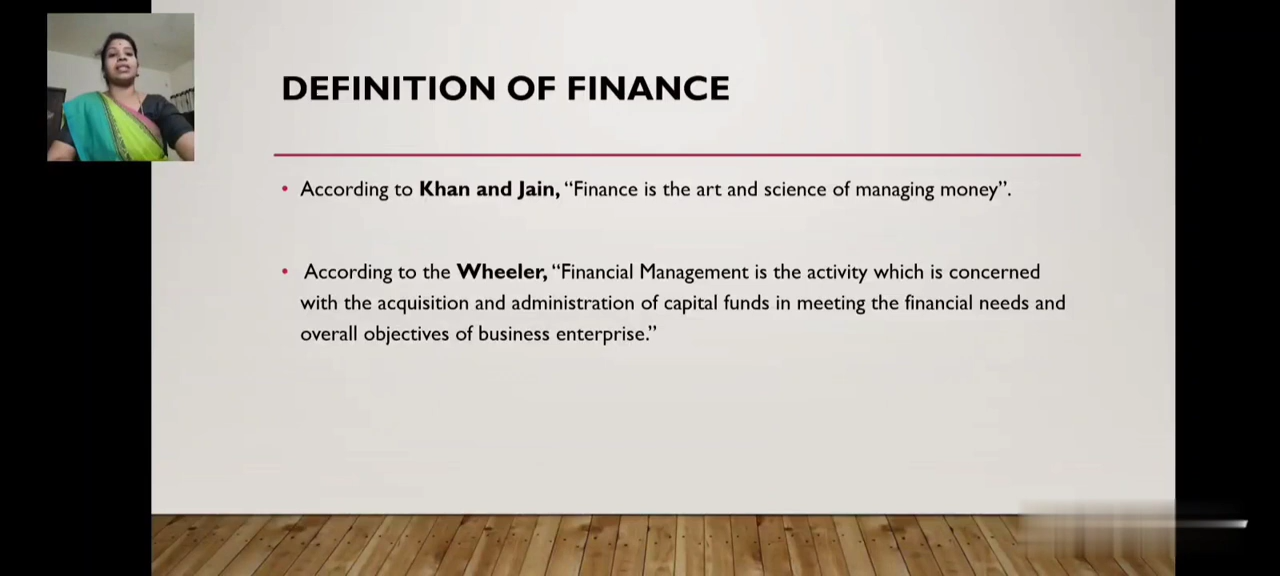 DEFINITION OF FINANCE
• According to Khan and Jain, “Finance is the art and science of managing money”.
• According to the Wheeler, “Financial Management is the activity which is concerned
with the acquisition and administration of capital funds in meeting the financial needs and
overall objectives of business enterprise.”